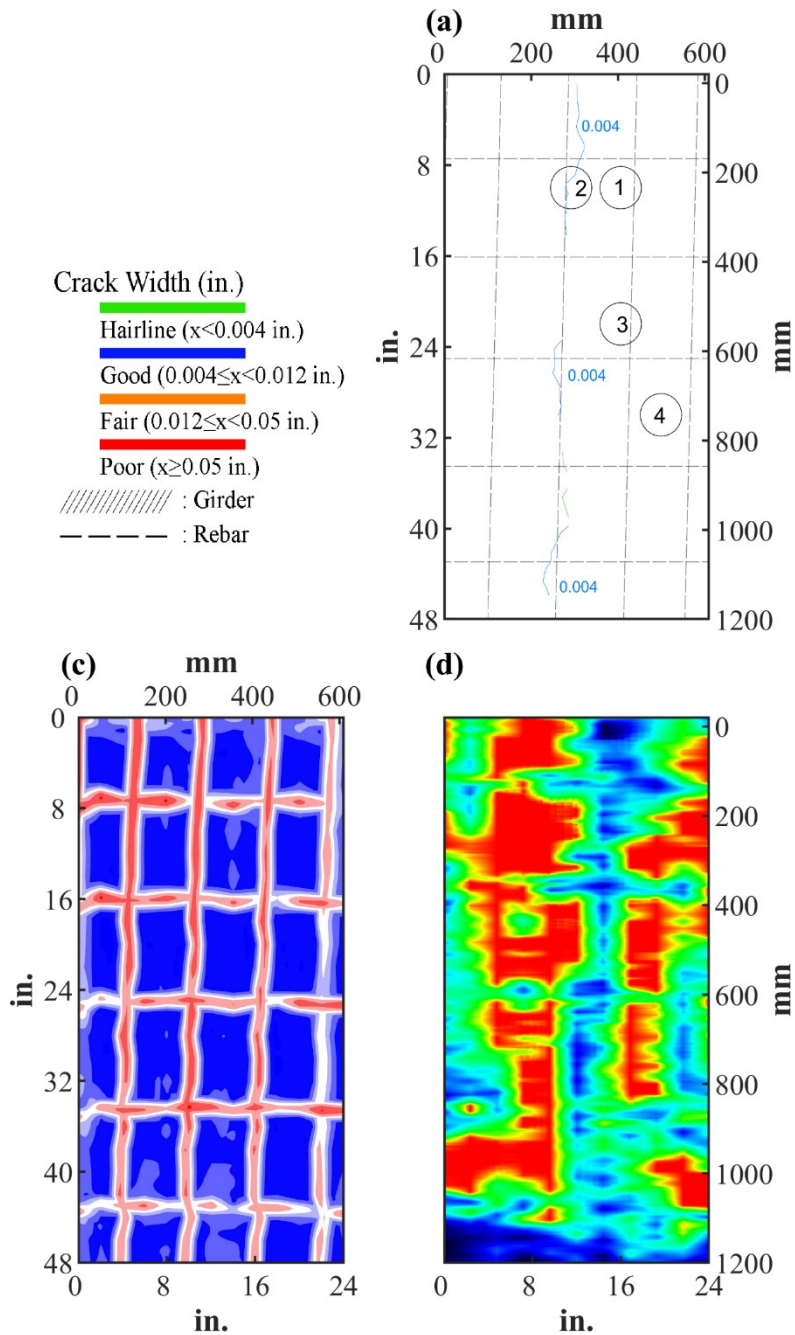 (a)
mm
0 200 400 600
0 0
0.004
8 200
2 1
16 400
Crack Width (in.)
Hairline (x<0.004 in.)
Good (0.004≤x<0.012 in.)
Fair (0.012≤x<0.05 in.)
Poor (x≥0.05 in.)
: Girder
: Rebar
in.
mm
3
24 600
0.004
4
32 800
40 1000
0.004
48 1200
(c)
mm
0 200 400 600
0
8
16
in.
24
32
40
48
0 8 16 24
in.
(d)
0
200
400
mm
600
800
1000
1200
0 8 16 24
in.